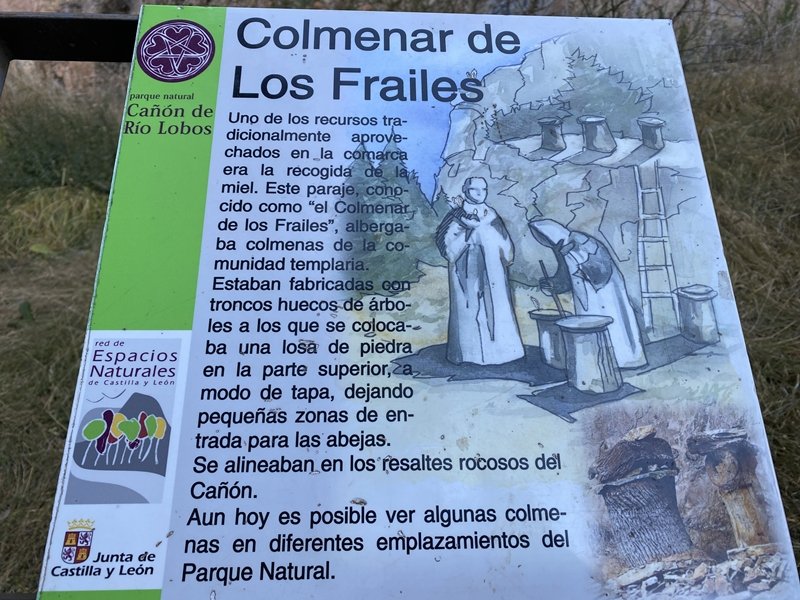 Colmenar de
Los Frailes
parque natural
Cañón de
Río Lobos
Uno de los recursos tra-
dicionalmente aprove-
chados en la comarca
era la recogida de la
miel. Este paraje, cono-
cido como “el Colmenar
de los Frailes”, alberga-
ba colmenas de la co-
munidad templaria.
Estaban fabricadas con
troncos huecos de árbo-
les a los que se coloca-
ba una losa de piedra
en la parte superior, a
modo de tapa, dejando
pequeñas zonas de en-
trada para las abejas.
Se alineaban en los resaltes rocosos del
Cañón.
Aun hoy es posible ver algunas colme-
nas en diferentes emplazamientos del
Parque Natural.
red de
Espacios
Naturales
de Castilla y León
Junta de
Castilla y León